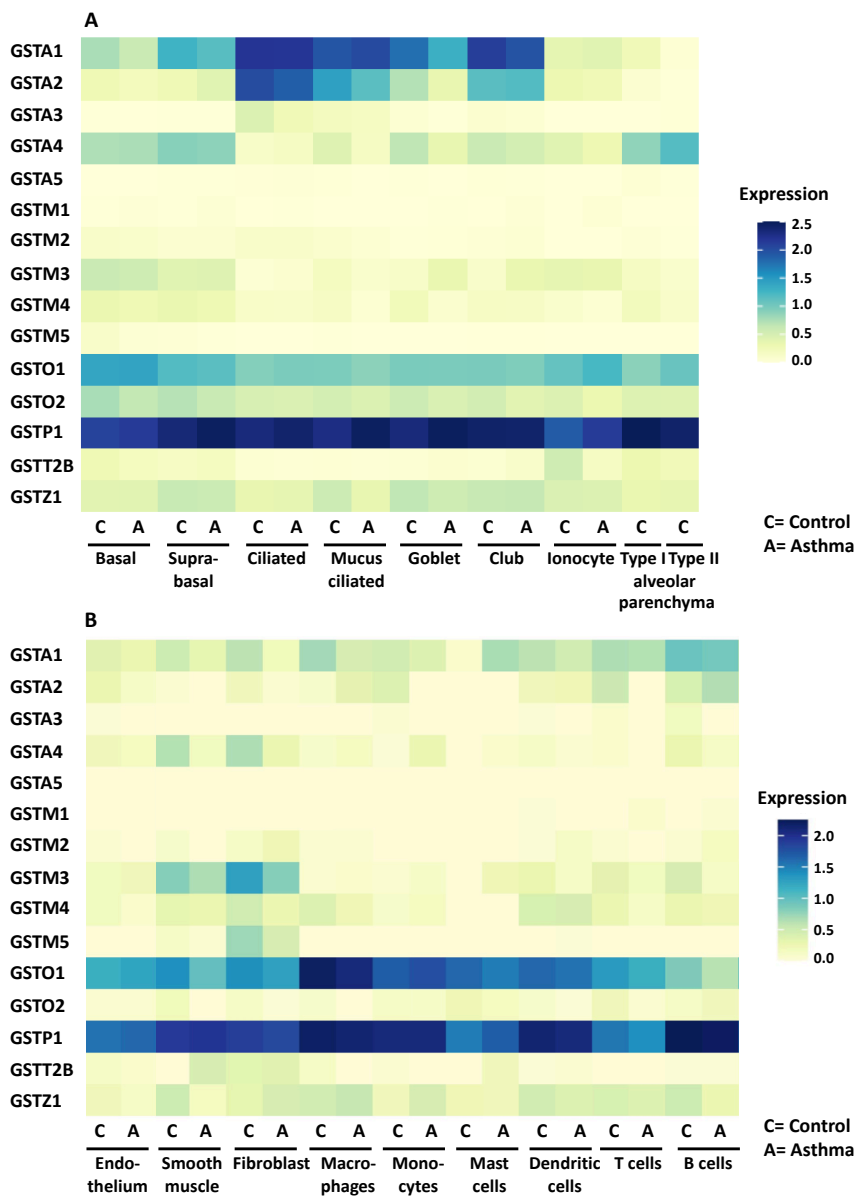 A
GSTA1
GSTA2
GSTA3
GSTA4
GSTA5
GSTM1
GSTM2
GSTM3
GSTM4
GSTM5
GSTO1
GSTO2
GSTP1
GSTT2B
GSTZ1
Expression
2.5
2.0
1.5
1.0
0.5
0.0
C A C A C A C A C A C A C A C C
Basal Supra- Ciliated Mucus Goblet Club Ionocyte Type I Type II
basal ciliated alveolar
parenchyma
C= Control
A= Asthma
B
GSTA1
GSTA2
GSTA3
GSTA4
GSTA5
GSTM1
GSTM2
GSTM3
GSTM4
GSTM5
GSTO1
GSTO2
GSTP1
GSTT2B
GSTZ1
Expression
2.0
1.5
1.0
0.5
0.0
C A C A C A C A C A C A C A C A C A
Endo- Smooth Fibroblast Macro- Mono- Mast Dendritic T cells B cells
thelium muscle phages cytes cells cells
C= Control
A= Asthma